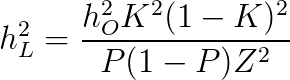 h_L^2 = \frac{h_O^2 K^2 (1 - K)^2}{P(1 - P)Z^2}